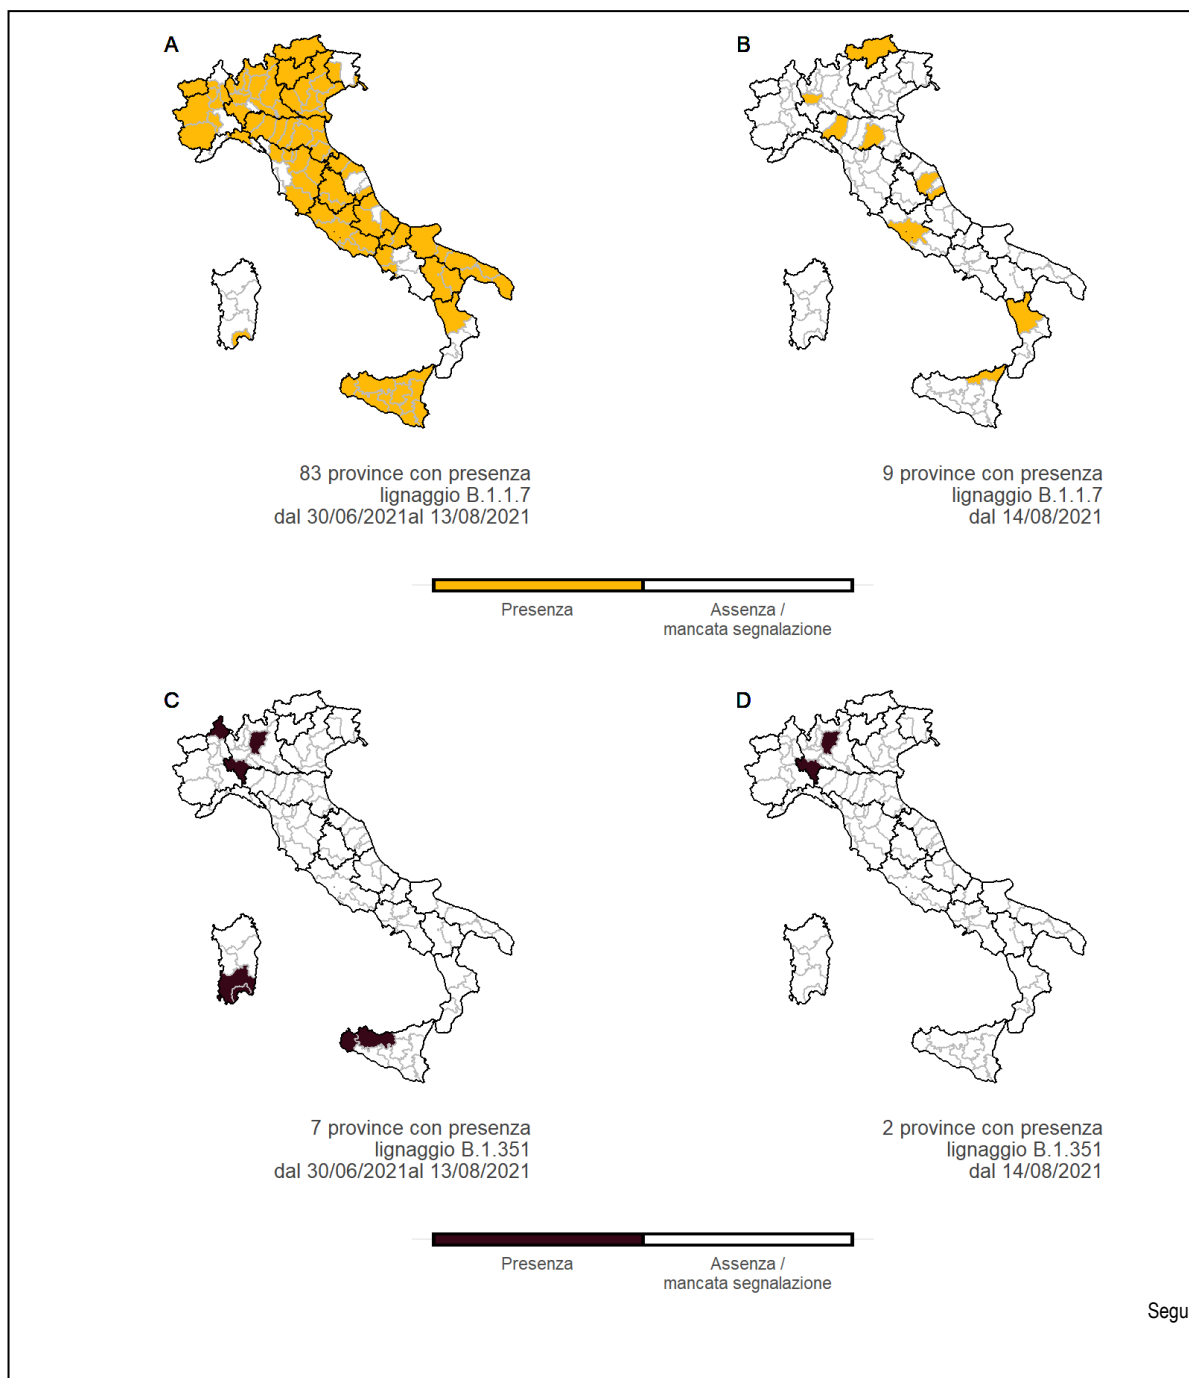 A
B
83 province con presenza
lignaggio B.1.1.7
dal 30/06/2021al 13/08/2021
9 province con presenza
lignaggio B.1.1.7
dal 14/08/2021
Presenza
Assenza /
mancata segnalazione
C
D
7 province con presenza
lignaggio B.1.351
dal 30/06/2021al 13/08/2021
2 province con presenza
lignaggio B.1.351
dal 14/08/2021
Presenza
Assenza /
mancata segnalazione
Segu